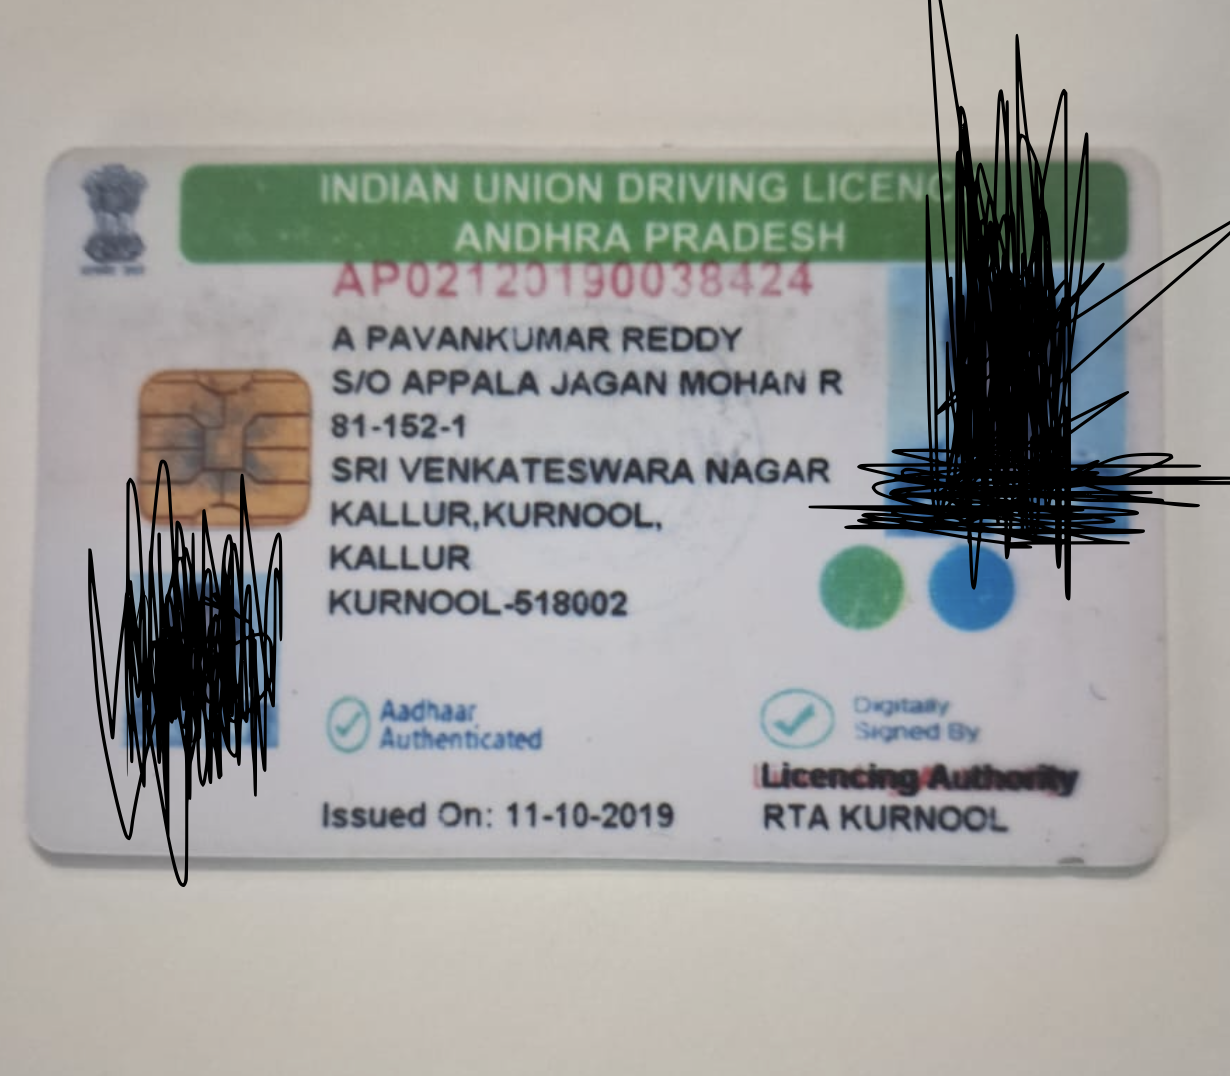 INDIAN UNION DRIVING LICENC
ANDHRA PRADESH
AP02120190038424
A PAVANKUMAR REDDY
S/O APPALA JAGAN MOHAN R
81-152-1
SRI VENKATESWARA NAGAR
KALLUR,KURNOOL,
KALLUR
KURNOOL-518002
Aadhaar
Authenticated
Digitally
Signed By
Licencing Authority
Issued On: 11-10-2019
RTA KURNOOL